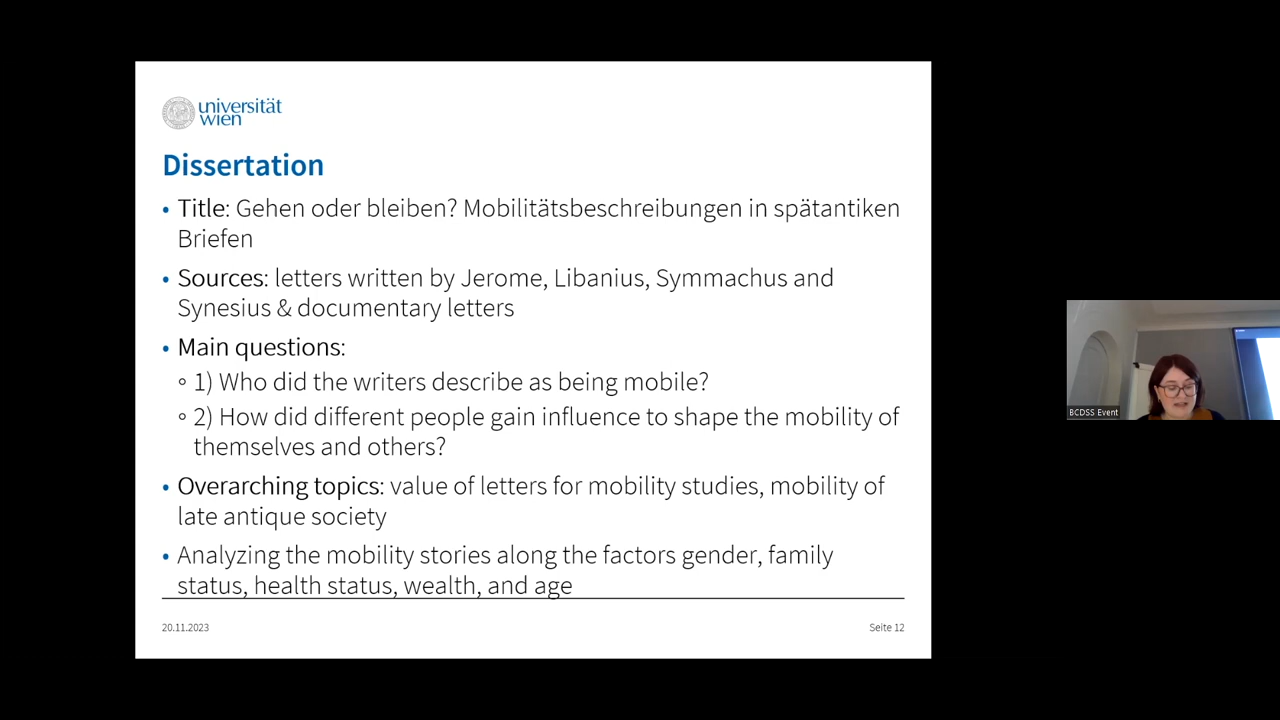 universität
wien
Dissertation
• Title: Gehen oder bleiben? Mobilitätsbeschreibungen in spätantiken
Briefen
• Sources: letters written by Jerome, Libanius, Symmachus and
Synesius & documentary letters
• Main questions:
◦ 1) Who did the writers describe as being mobile?
◦ 2) How did different people gain influence to shape the mobility of
themselves and others?
• Overarching topics: value of letters for mobility studies, mobility of
late antique society
• Analyzing the mobility stories along the factors gender, family
status, health status, wealth, and age
20.11.2023
Seite 12
BCDSS Event